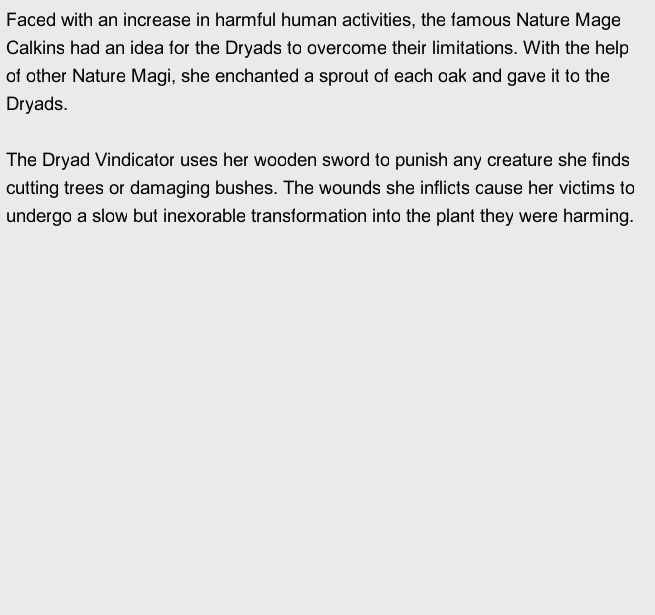 Faced with an increase in harmful human activities, the famous Nature Mage
Calkins had an idea for the Dryads to overcome their limitations. With the help
of other Nature Magi, she enchanted a sprout of each oak and gave it to the
Dryads.

The Dryad Vindicator uses her wooden sword to punish any creature she finds
cutting trees or damaging bushes. The wounds she inflicts cause her victims to
undergo a slow but inexorable transformation into the plant they were harming.